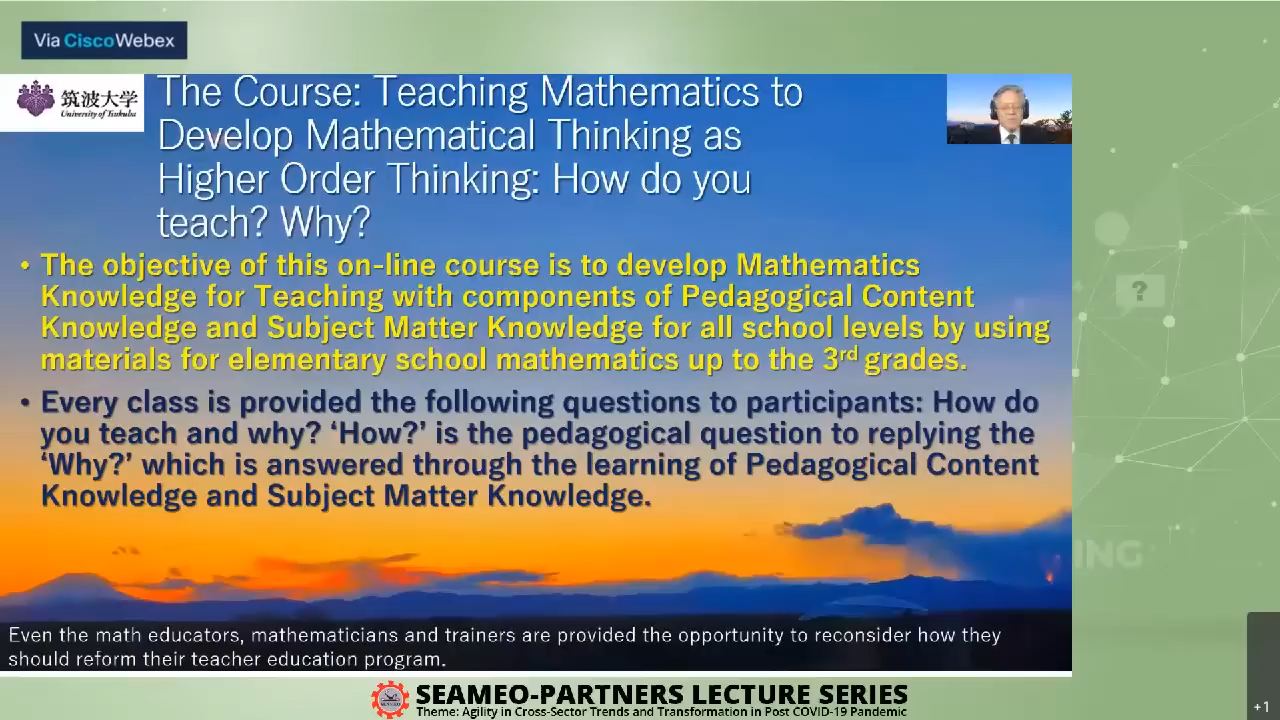 Via Cisco Webex
筑波大学
University of Tsukuba
The Course: Teaching Mathematics to
Develop Mathematical Thinking as
Higher Order Thinking: How do you
teach? Why?
• The objective of this on-line course is to develop Mathematics
Knowledge for Teaching with components of Pedagogical Content
Knowledge and Subject Matter Knowledge for all school levels by using
materials for elementary school mathematics up to the 3rd grades.
• Every class is provided the following questions to participants: How do
you teach and why? ‘How?’ is the pedagogical question to replying the
‘Why?’ which is answered through the learning of Pedagogical Content
Knowledge and Subject Matter Knowledge.
?
ING
Even the math educators, mathematicians and trainers are provided the opportunity to reconsider how they
should reform their teacher education program.
SEAMEO-PARTNERS LECTURE SERIES
Theme: Agility in Cross-Sector Trends and Transformation in Post COVID-19 Pandemic
+1